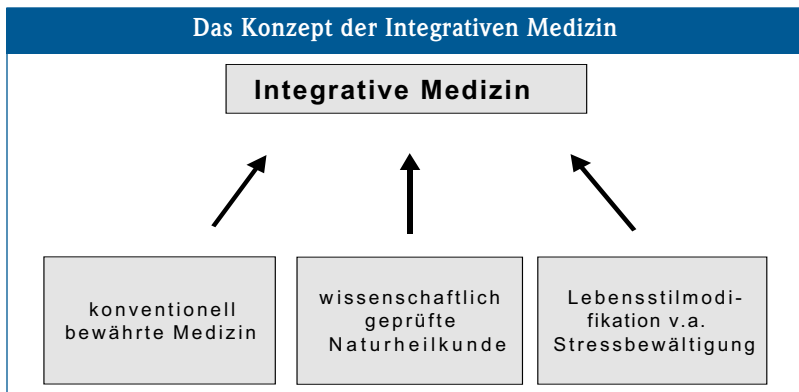 Das Konzept der Integrativen Medizin
Integrative Medizin
konventionell
bewährte Medizin
wissenschaftlich
geprüfte
Naturheilkunde
Lebensstilmodi-
fikation v.a.
Stressbewältigung